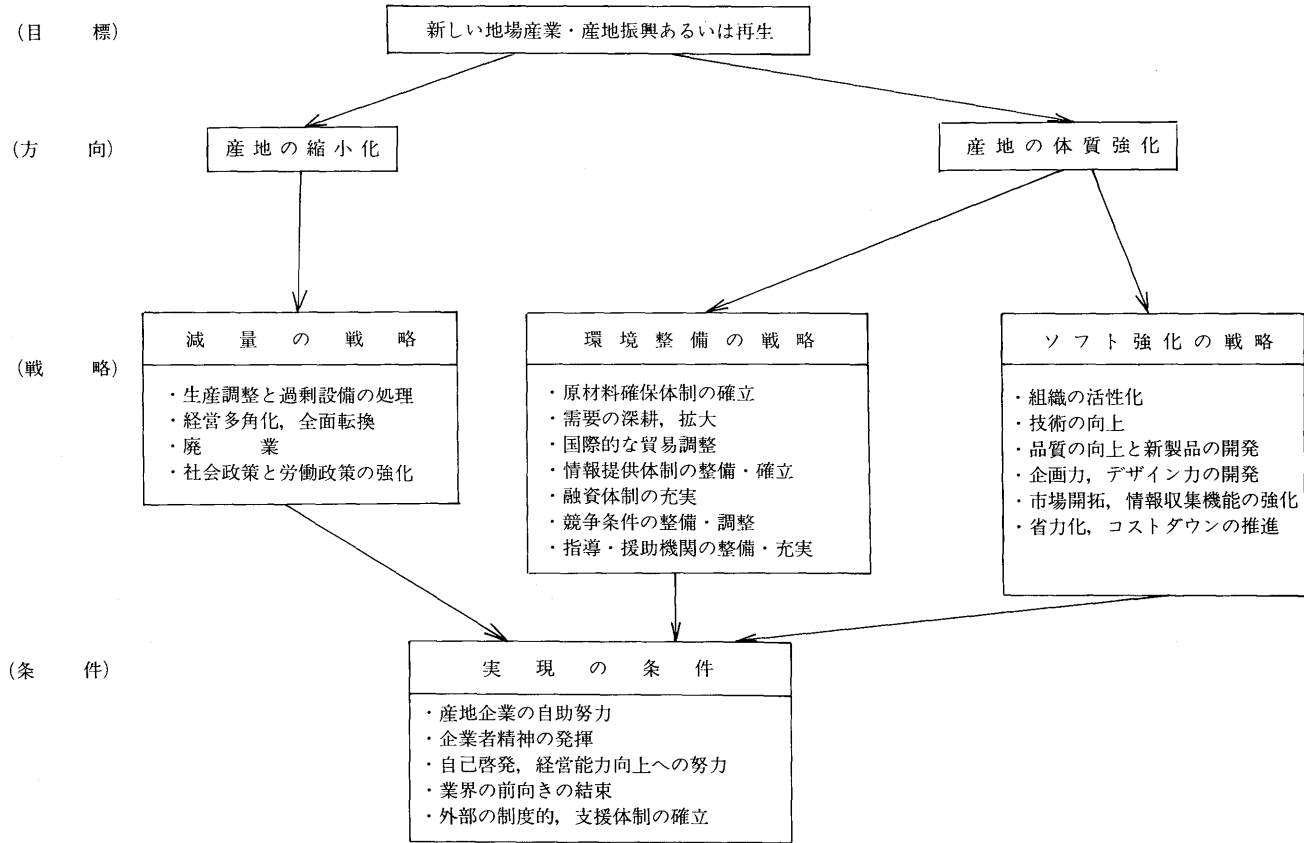 (目　標)
新しい地場産業・産地振興あるいは再生
(方　向)
産地の縮小化
産地の体質強化
(戦　略)
減量の戦略
・生産調整と過剰設備の処理
・経営多角化，全面転換
・廃　業
・社会政策と労働政策の強化
環境整備の戦略
・原材料確保体制の確立
・需要の深耕，拡大
・国際的な貿易調整
・情報提供体制の整備・確立
・融資体制の充実
・競争条件の整備・調整
・指導・援助機関の整備・充実
ソフト強化の戦略
・組織の活性化
・技術の向上
・品質の向上と新製品の開発
・企画力，デザイン力の開発
・市場開拓，情報収集機能の強化
・省力化，コストダウンの推進
(条　件)
実現の条件
・産地企業の自助努力
・企業者精神の発揮
・自己啓発，経営能力向上への努力
・業界の前向きの結束
・外部の制度的，支援体制の確立